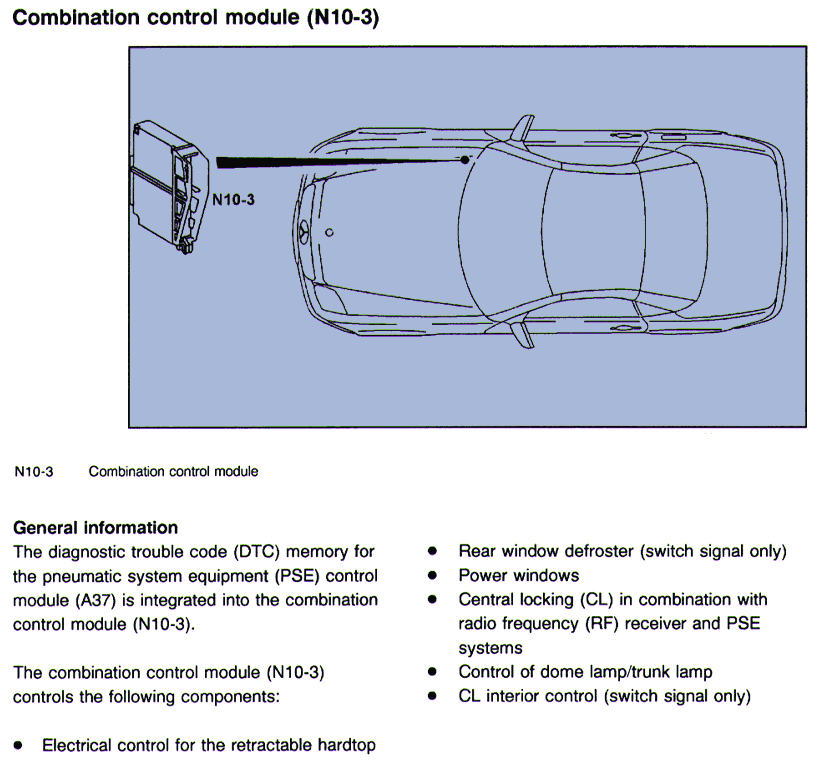 Combination control module (N10-3)
N10-3
N10-3 Combination control module
General information
The diagnostic trouble code (DTC) memory for
the pneumatic system equipment (PSE) control
module (A37) is integrated into the combination
control module (N10-3).
The combination control module (N10-3)
controls the following components:
● Electrical control for the retractable hardtop
● Rear window defroster (switch signal only)
● Power windows
● Central locking (CL) in combination with
radio frequency (RF) receiver and PSE
systems
● Control of dome lamp/trunk lamp
● CL interior control (switch signal only)